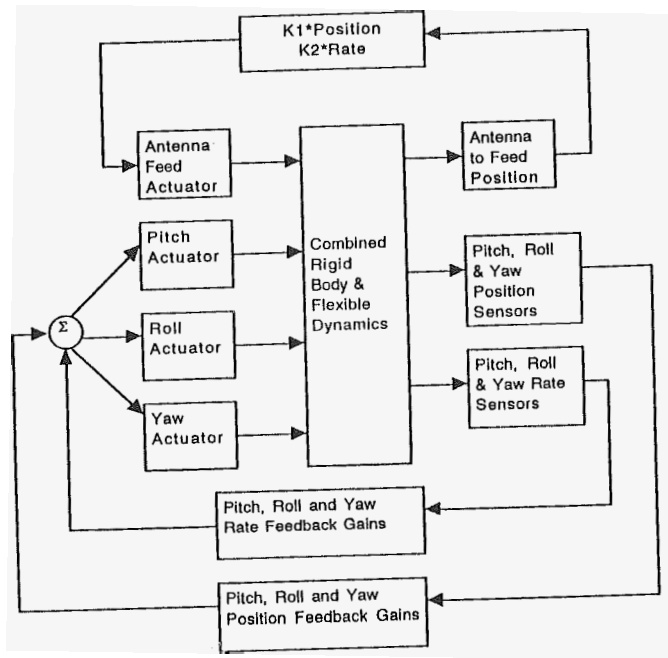 K1*Position
K2*Rate
Antenna
Feed
Actuator
Antenna
to Feed
Position
Pitch
Actuator
Combined
Rigid
Body &
Flexible
Dynamics
Pitch, Roll
& Yaw
Position
Sensors
Σ
Roll
Actuator
Pitch, Roll
& Yaw Rate
Sensors
Yaw
Actuator
Pitch, Roll and Yaw
Rate Feedback Gains
Pitch, Roll and Yaw
Position Feedback Gains